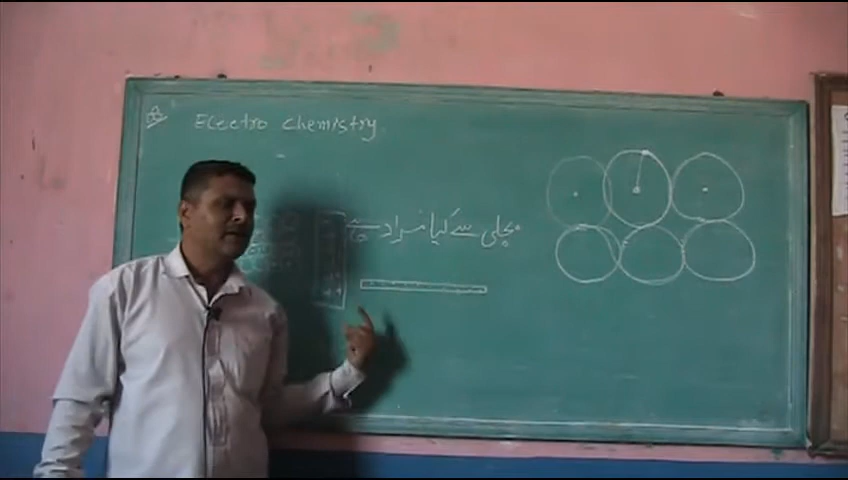 Electro chemistry
بجلی سے کیا مراد ہے